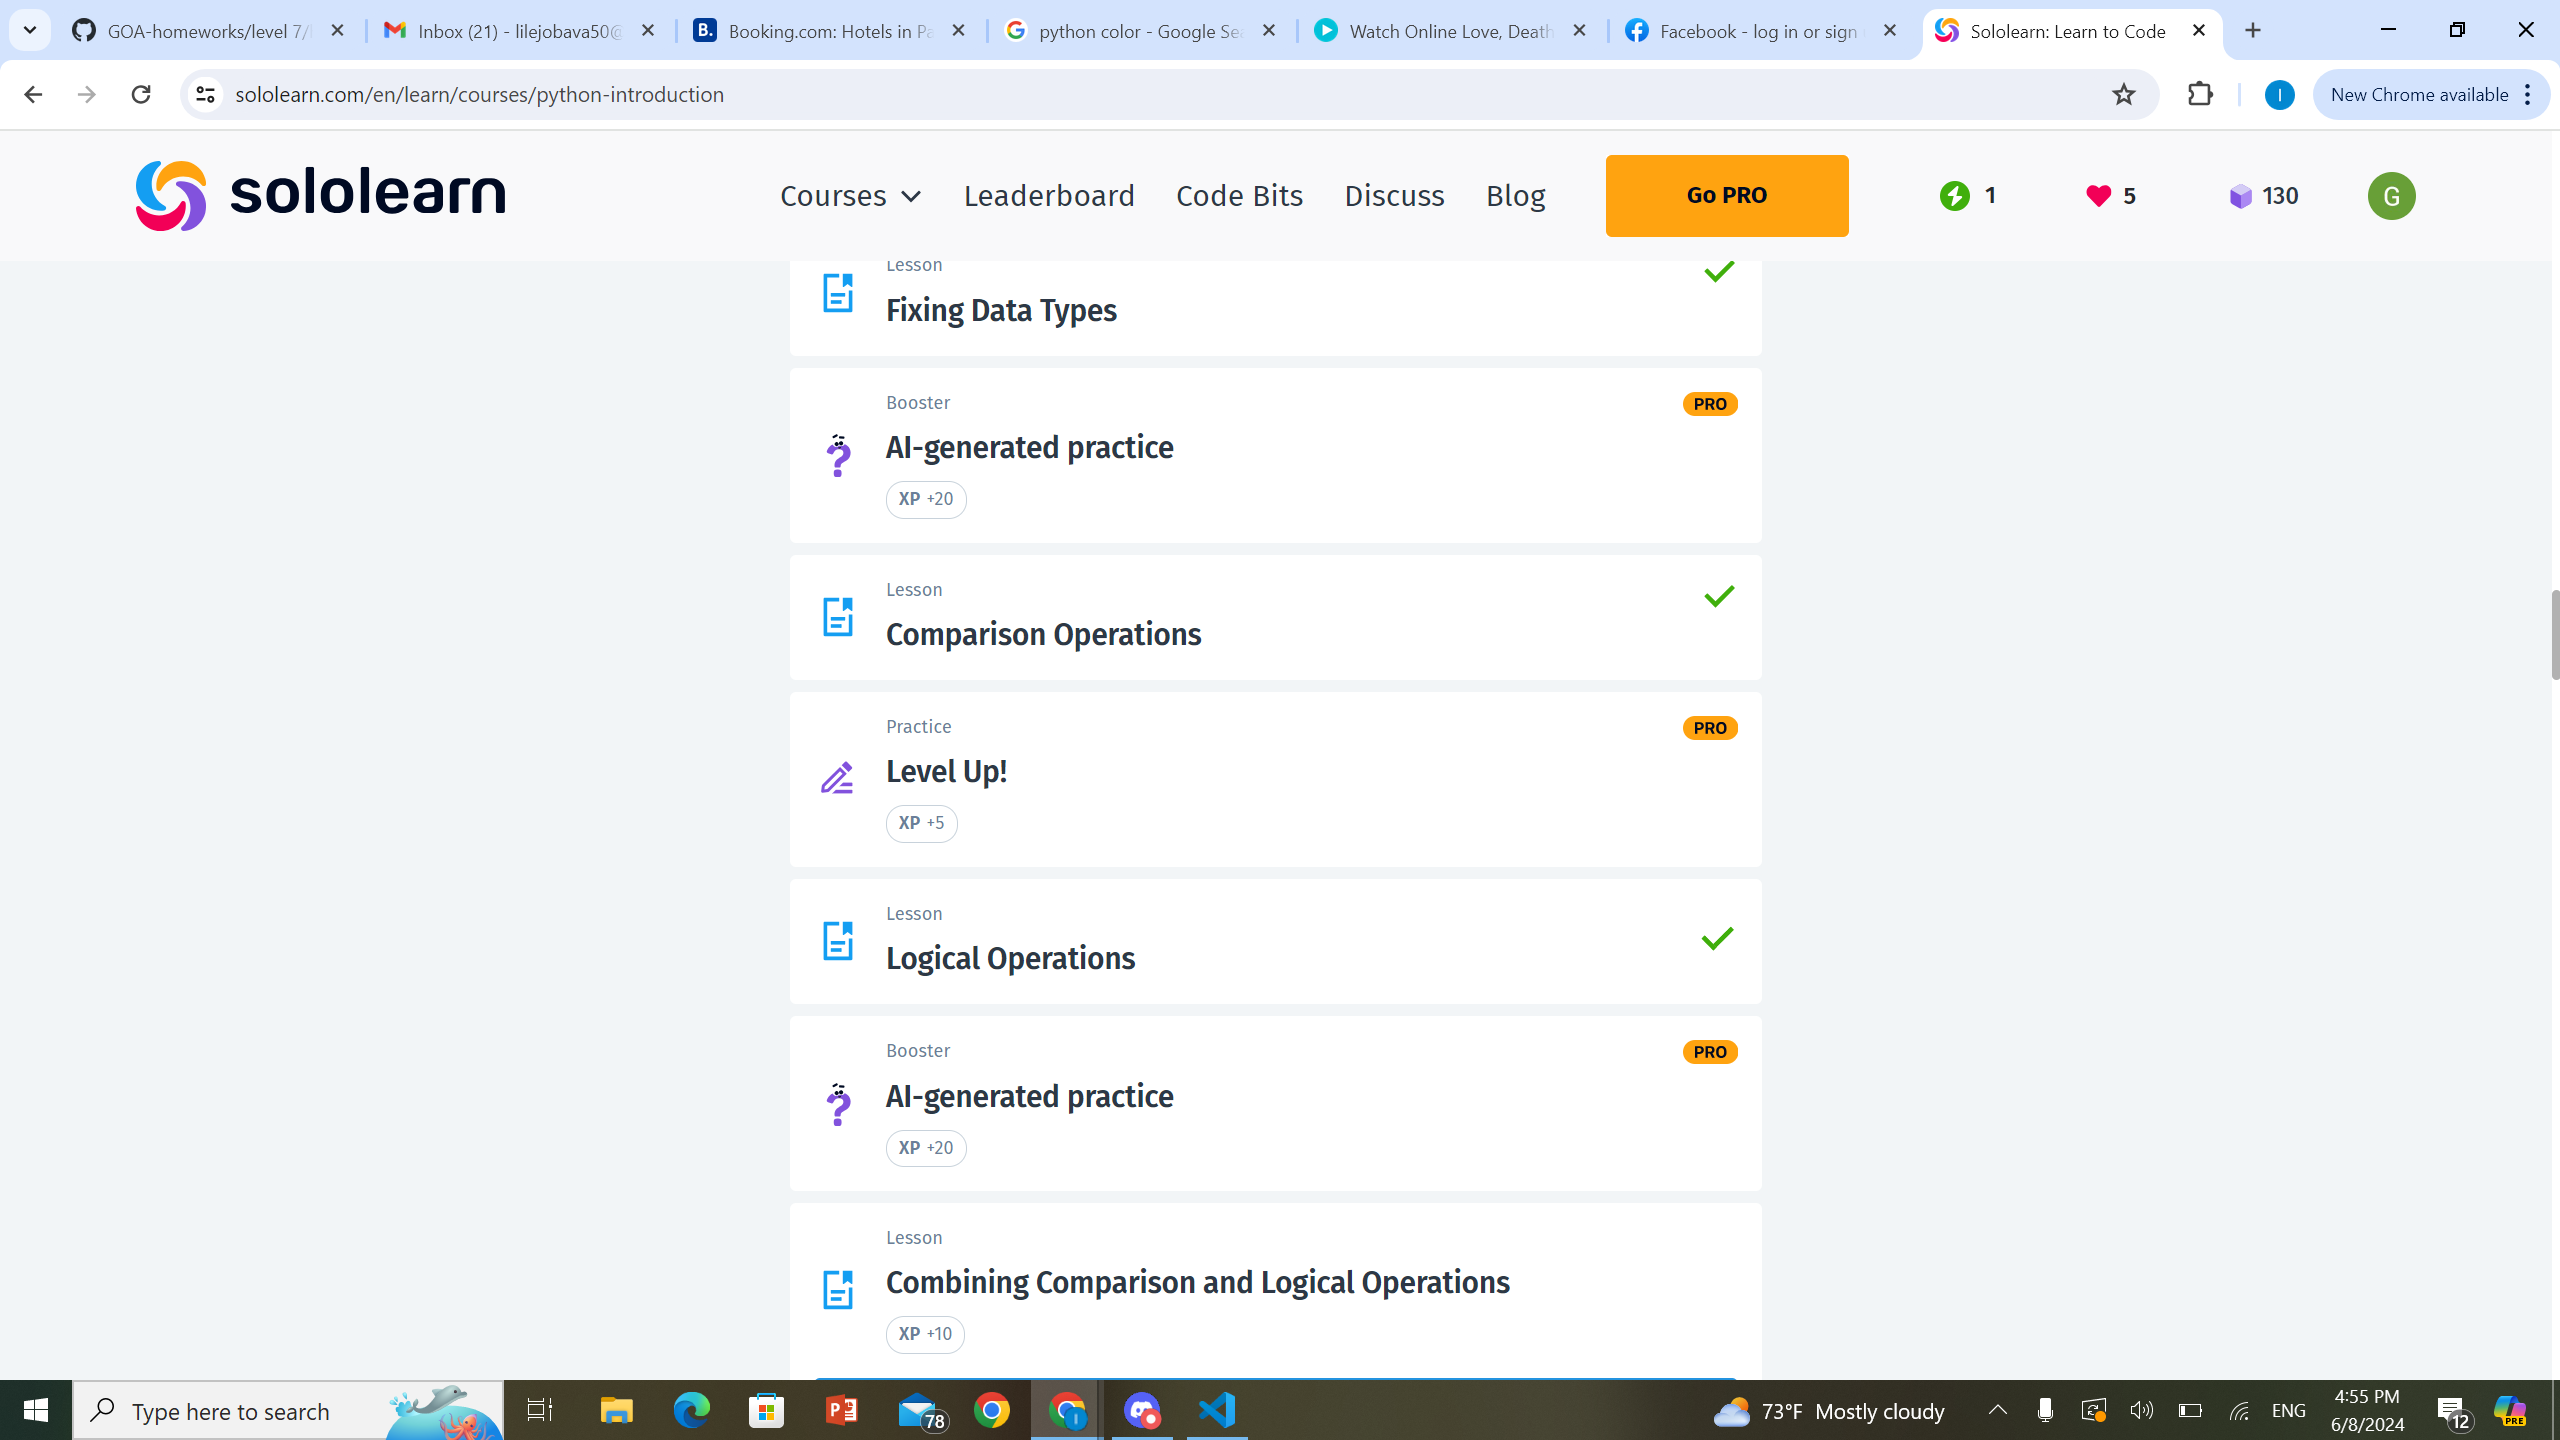 GOA-homeworks/level 7/
Inbox (21) - lilejobava50@
Booking.com: Hotels in Pa
python color - Google Sea
Watch Online Love, Death
Facebook - log in or sign
Sololearn: Learn to Code
sololearn.com/en/learn/courses/python-introduction
I
New Chrome available
sololearn
Courses
Leaderboard
Code Bits
Discuss
Blog
Go PRO
1
5
130
G
Lesson
Fixing Data Types
Booster
PRO
AI-generated practice
XP +20
Lesson
Comparison Operations
Practice
PRO
Level Up!
XP +5
Lesson
Logical Operations
Booster
PRO
AI-generated practice
XP +20
Lesson
Combining Comparison and Logical Operations
XP +10
Type here to search
78
73°F Mostly cloudy
ENG
4:55 PM
6/8/2024
12
PRE